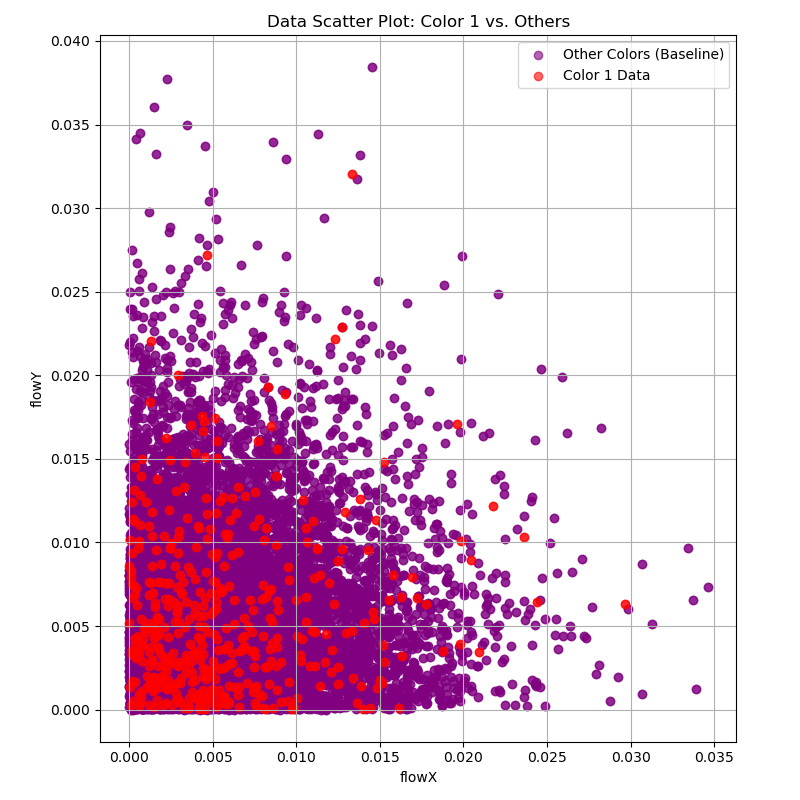 Data Scatter Plot: Color 1 vs. Others
Other Colors (Baseline)
Color 1 Data
flowY
0.040
0.035
0.030
0.025
0.020
0.015
0.010
0.005
0.000
0.000 0.005 0.010 0.015 0.020 0.025 0.030 0.035
flowX